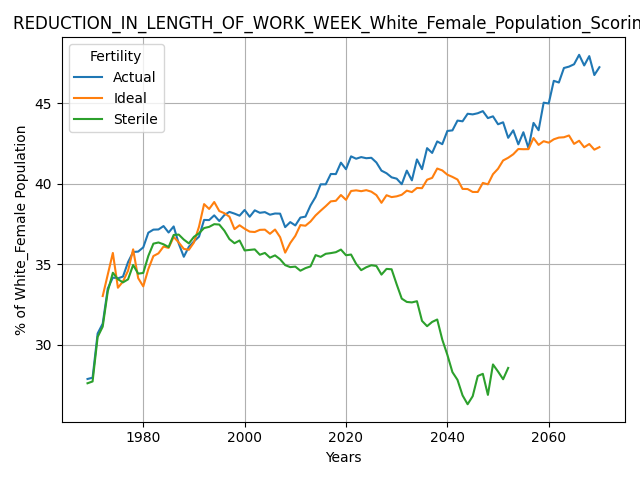 REDUCTION_IN_LENGTH_OF_WORK_WEEK_White_Female_Population_Scorin
% of White_Female Population
Fertility
Actual
Ideal
Sterile
45
40
35
30
1980 2000 2020 2040 2060
Years